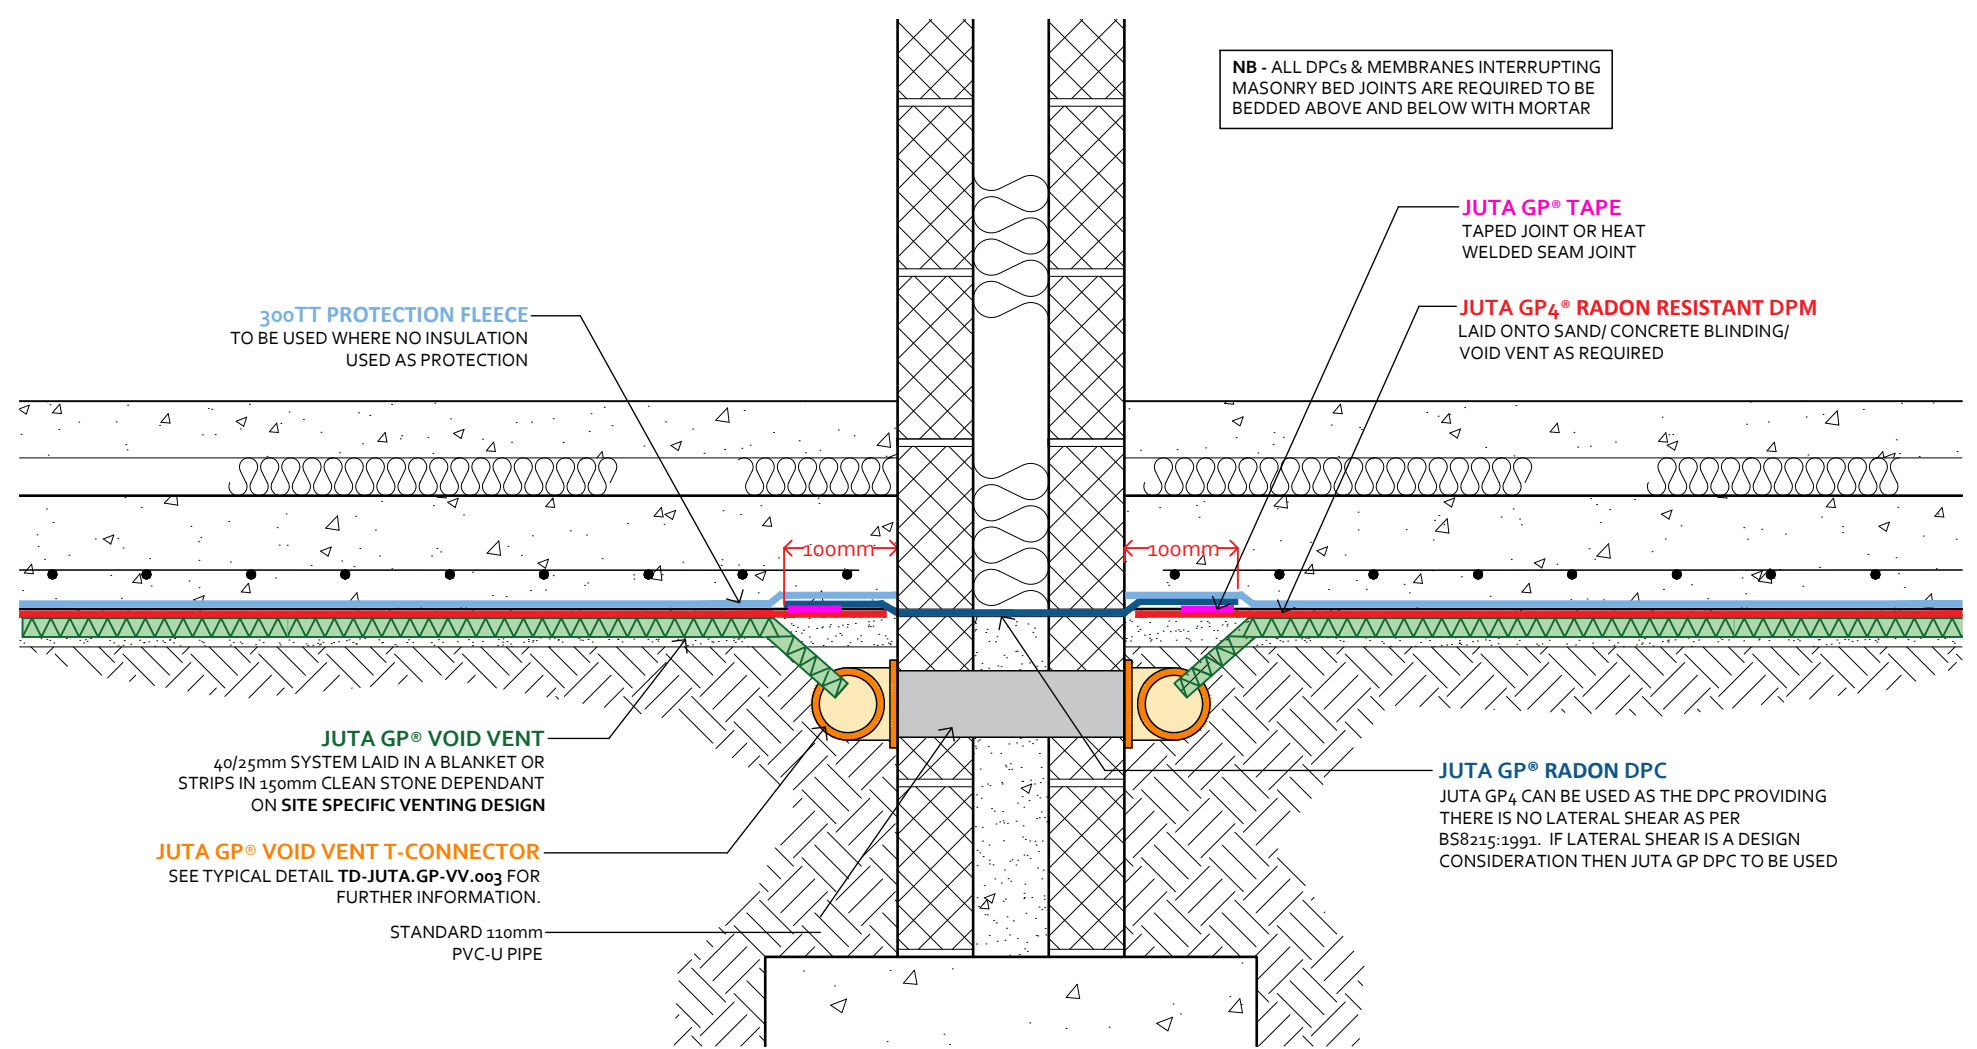 NB - ALL DPCs & MEMBRANES INTERRUPTING
MASONRY BED JOINTS ARE REQUIRED TO BE
BEDDED ABOVE AND BELOW WITH MORTAR
JUTA GP® TAPE
TAPED JOINT OR HEAT
WELDED SEAM JOINT
300TT PROTECTION FLEECE
TO BE USED WHERE NO INSULATION
USED AS PROTECTION
JUTA GP4® RADON RESISTANT DPM
LAID ONTO SAND/ CONCRETE BLINDING/
VOID VENT AS REQUIRED
100mm
100mm
JUTA GP® VOID VENT
40/25mm SYSTEM LAID IN A BLANKET OR
STRIPS IN 150mm CLEAN STONE DEPENDANT
ON SITE SPECIFIC VENTING DESIGN
JUTA GP® RADON DPC
JUTA GP4 CAN BE USED AS THE DPC PROVIDING
THERE IS NO LATERAL SHEAR AS PER
BS8215:1991. IF LATERAL SHEAR IS A DESIGN
CONSIDERATION THEN JUTA GP DPC TO BE USED
JUTA GP® VOID VENT T-CONNECTOR
SEE TYPICAL DETAIL TD-JUTA.GP-VV.003 FOR
FURTHER INFORMATION.
STANDARD 110mm
PVC-U PIPE